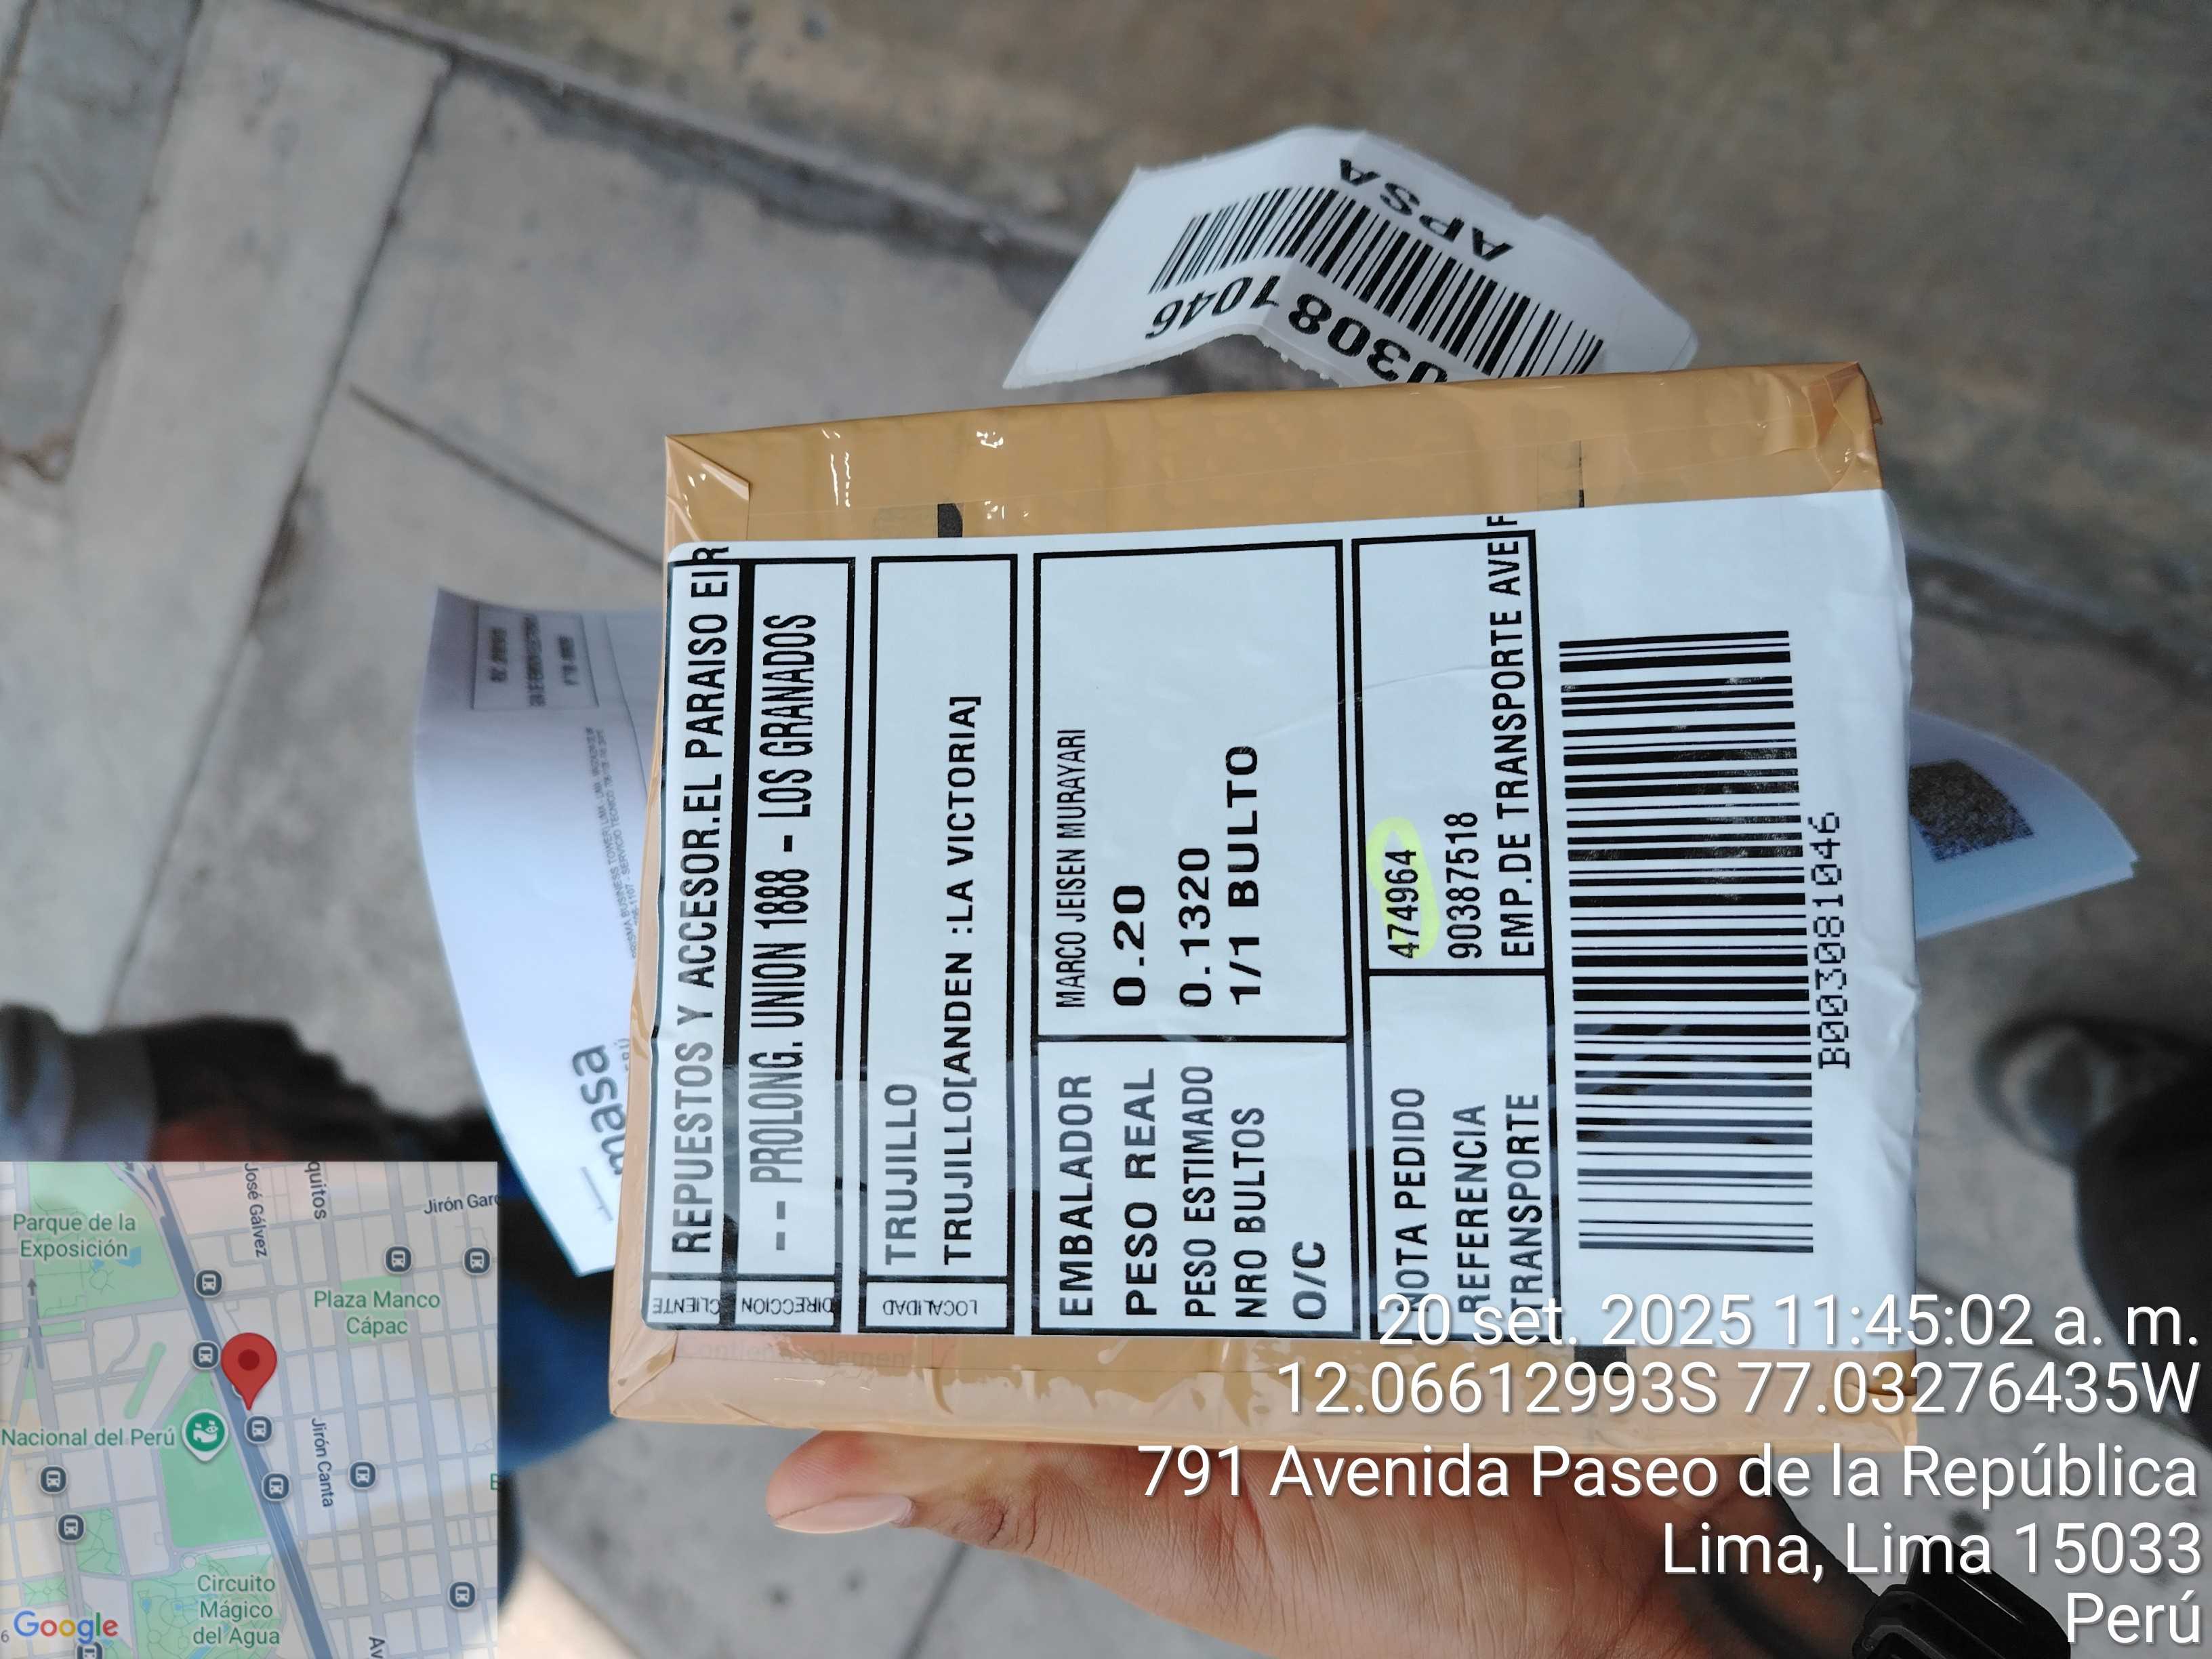 REPUESTOS Y ACCESOR.EL PARAISO EIR
CLIENTE
- - PROLONG. UNION 1888 - LOS GRANADOS
DIRECCION
TRUJILLO
TRUJILLO[ANDEN :LA VICTORIA]
LOCALIDAD
EMBALADOR MARCO JEISEN MURAYARI
PESO REAL 0.20
PESO ESTIMADO 0.1320
NRO BULTOS 1/1 BULTO
O/C
NOTA PEDIDO 474964
REFERENCIA 90387518
TRANSPORTE EMP.DE TRANSPORTE AVE
B003081046
APSA
03081046
masa
20 set. 2025 11:45:02 a. m.
12.06612993S 77.03276435W
791 Avenida Paseo de la República
Lima, Lima 15033
Perú
Parque de la
Exposición
José Gálvez
quitos
Jirón Garc
Plaza Manco
Cápac
Nacional del Perú
Jirón Canta
Circuito
Mágico
del Agua
Av
Google